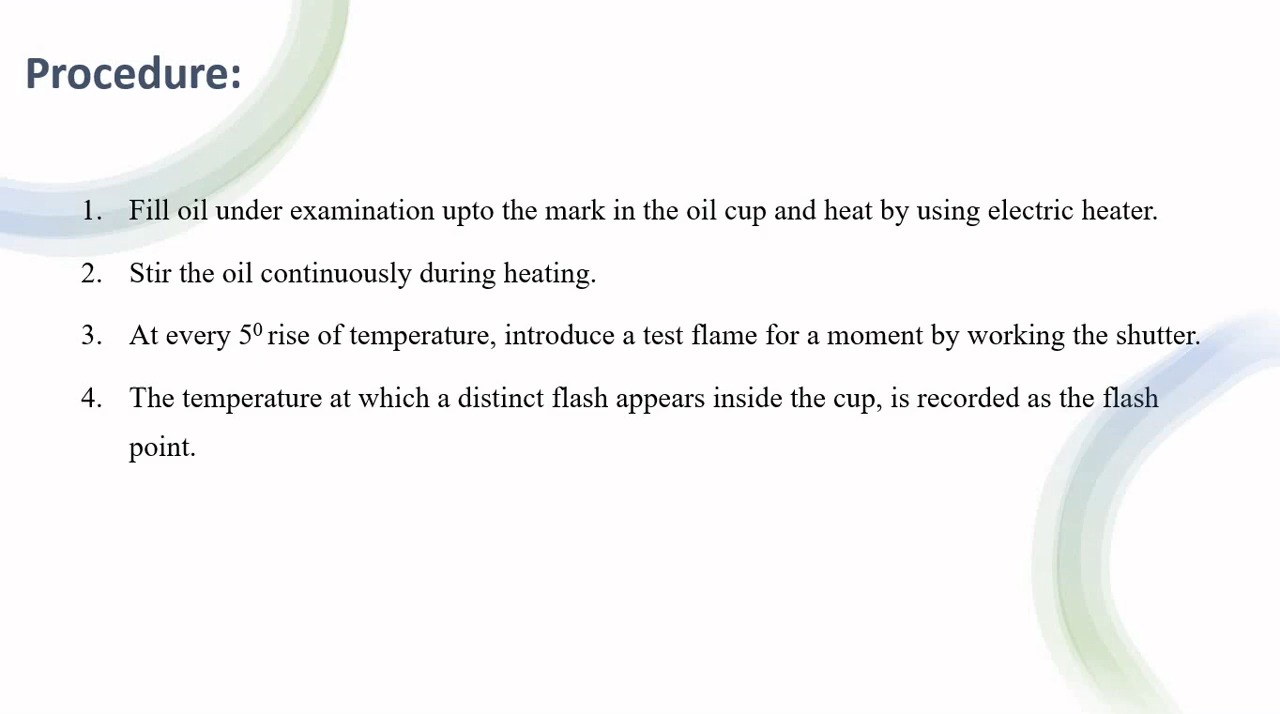 Procedure:
1. Fill oil under examination upto the mark in the oil cup and heat by using electric heater.
2. Stir the oil continuously during heating.
3. At every 5⁰ rise of temperature, introduce a test flame for a moment by working the shutter.
4. The temperature at which a distinct flash appears inside the cup, is recorded as the flash
point.